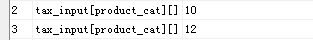 2 tax_input[product_cat][] 10
3 tax_input[product_cat][] 12